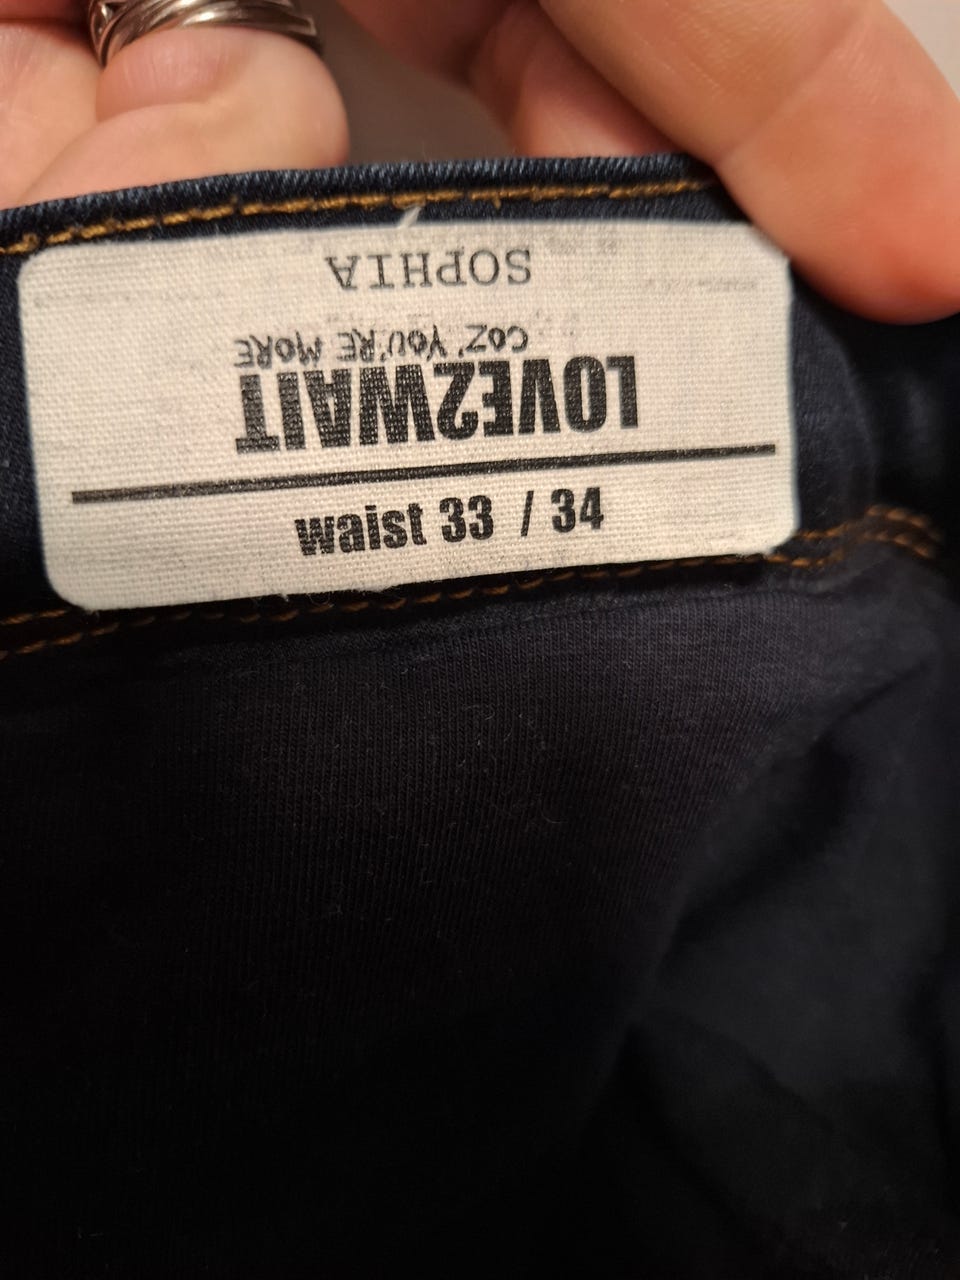 SOPHIA
COZ' YOU'RE MORE
LOVE2WAIT
waist 33 / 34